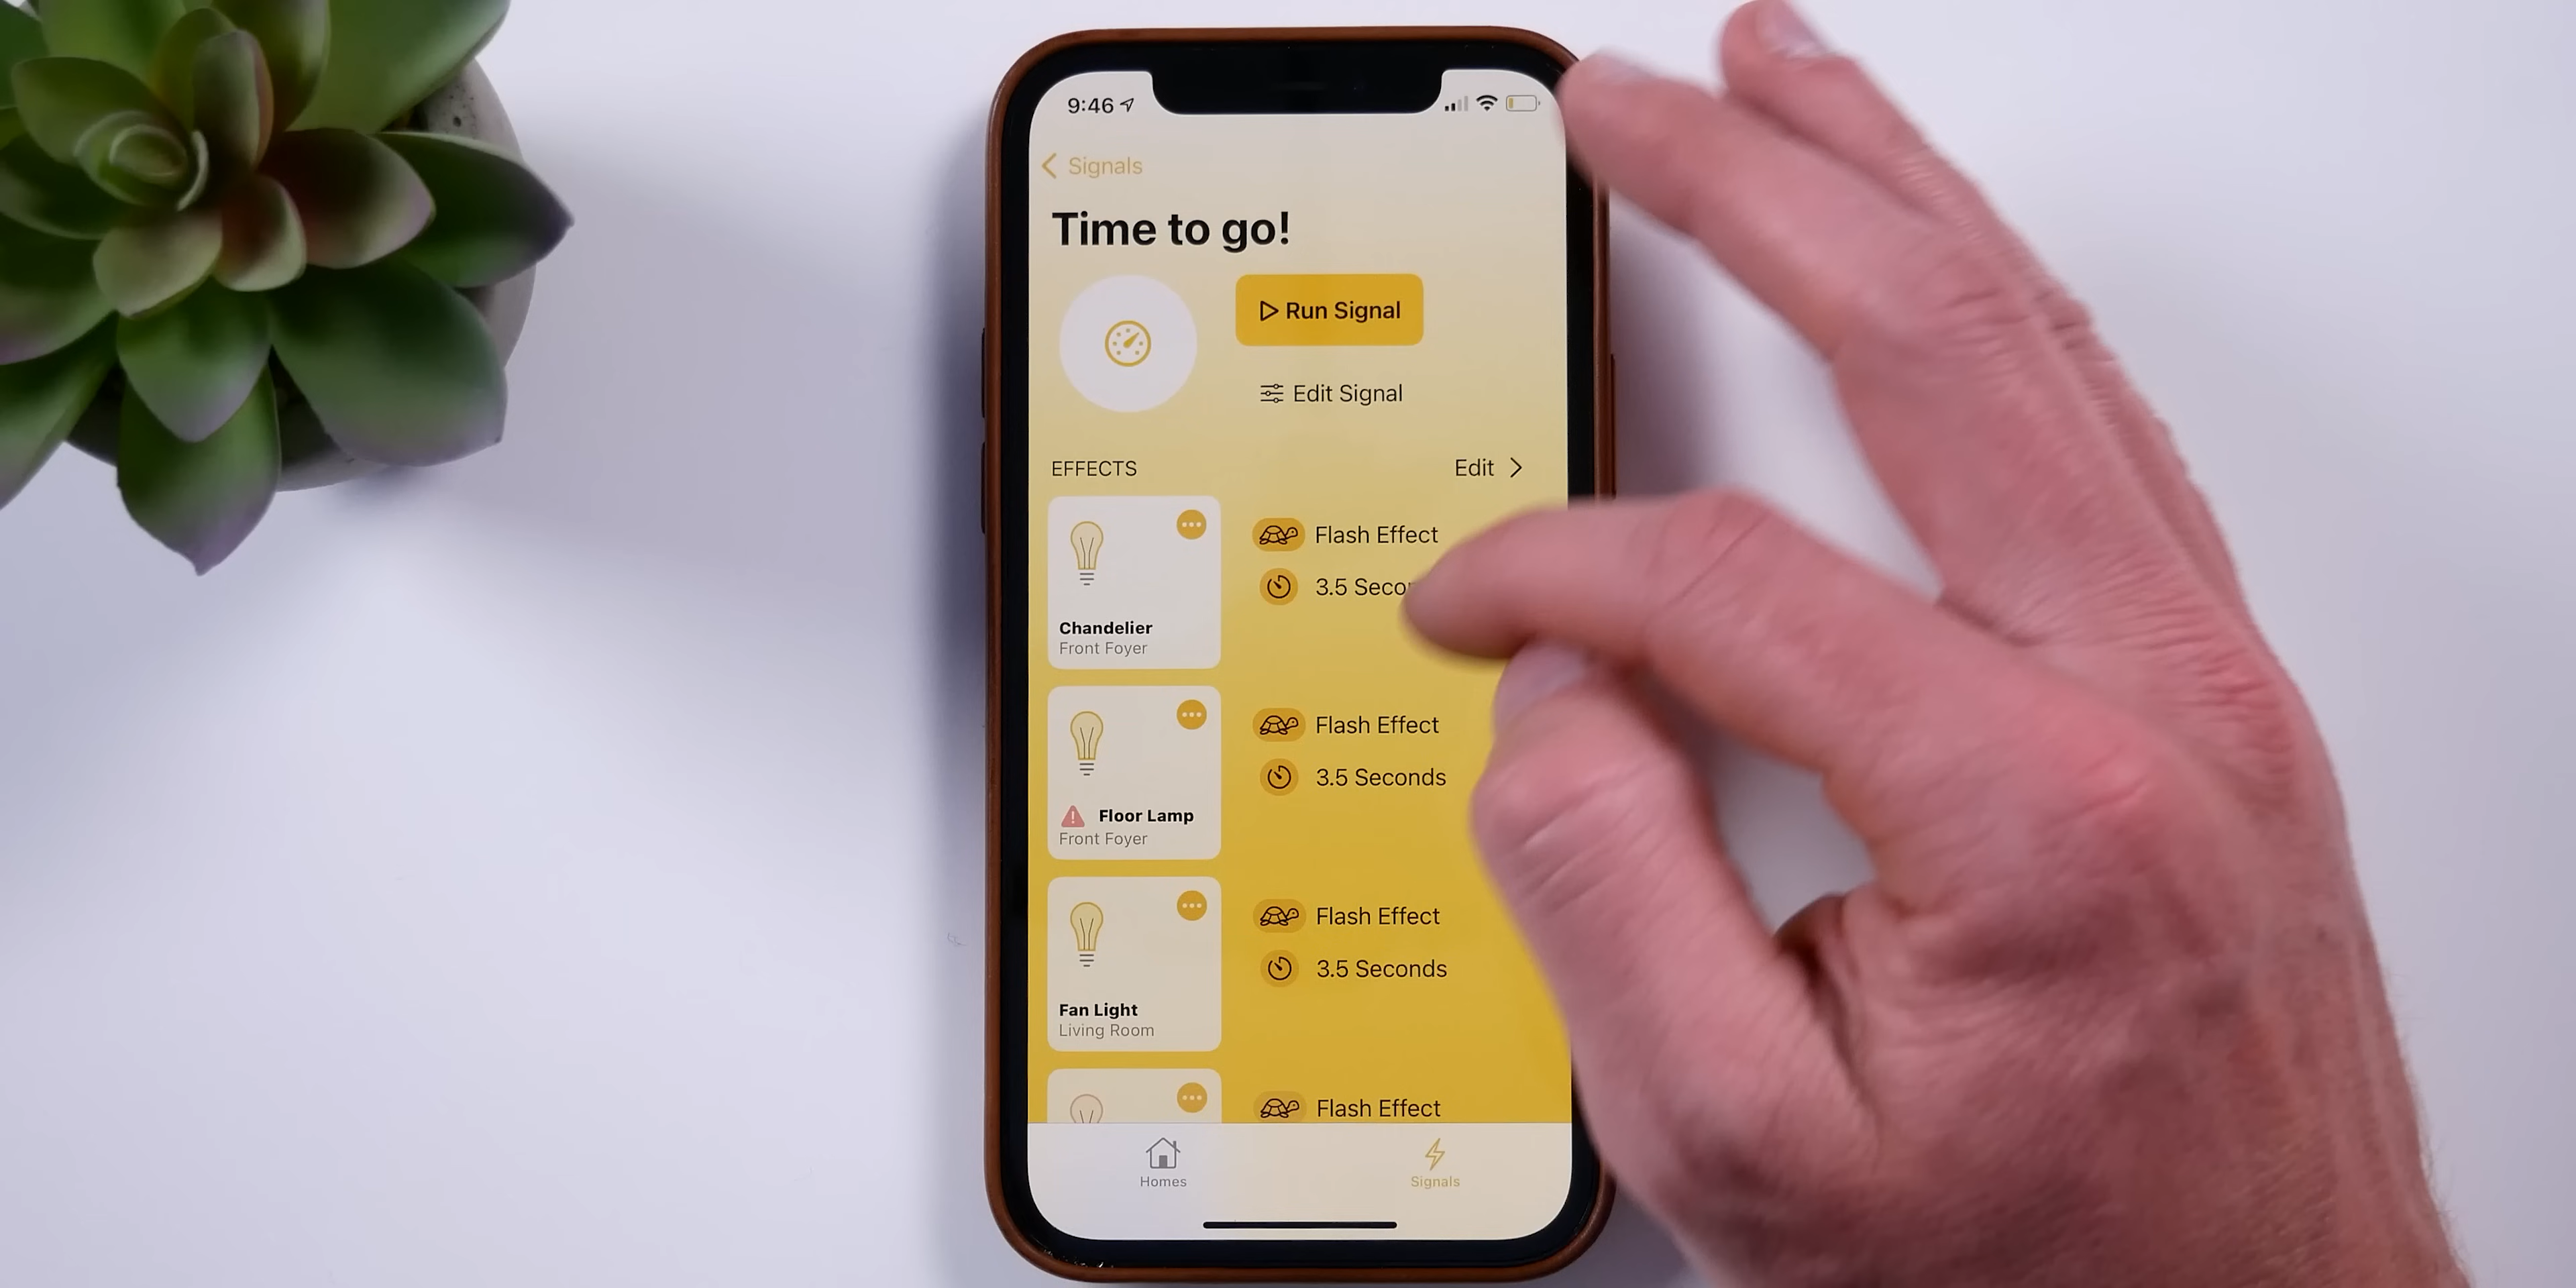 9:46
Signals
Time to go!
Run Signal
Edit Signal
EFFECTS
Edit
Flash Effect
3.5
Chandelier
Front Foyer
Flash Effect
3.5 Seconds
Floor Lamp
Front Foyer
Flash Effect
3.5 Seconds
Fan Light
Living Room
Flash Effect
Homes
Signals